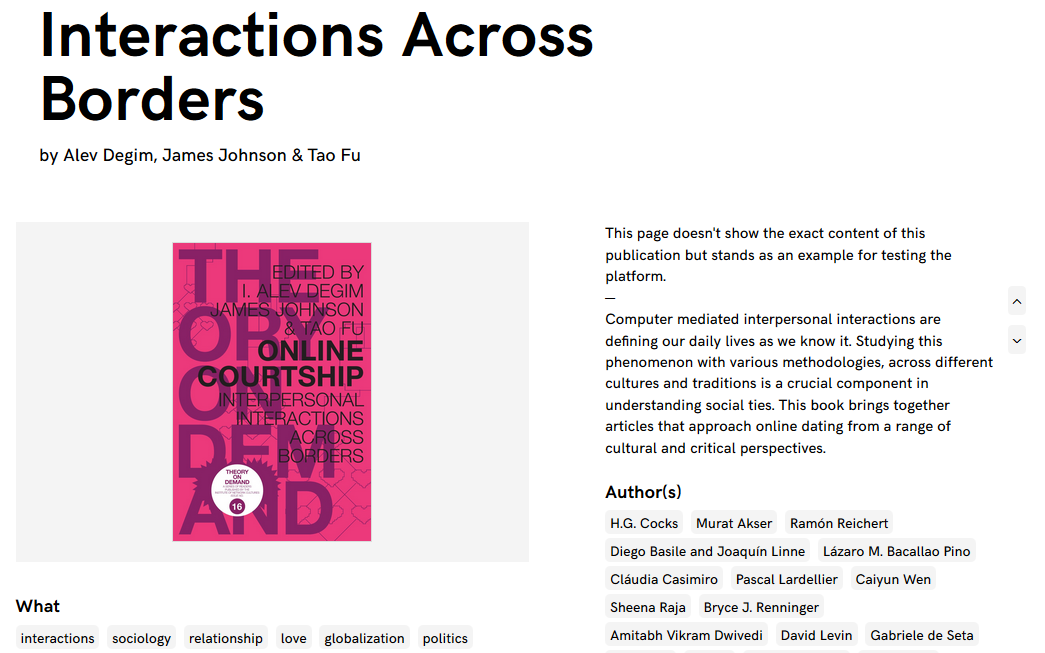 Interactions Across
Borders
by Alev Degim, James Johnson & Tao Fu
THE
ORY
ON
DEM
AND
EDITED BY
I. ALEV DEGIM
JAMES JOHNSON
& TAO FU
ONLINE
COURTSHIP
INTERPERSONAL
INTERACTIONS
ACROSS
BORDERS
THEORY
ON
DEMAND
16
What
interactions sociology relationship love globalization politics
This page doesn't show the exact content of this
publication but stands as an example for testing the
platform.
—
Computer mediated interpersonal interactions are
defining our daily lives as we know it. Studying this
phenomenon with various methodologies, across different
cultures and traditions is a crucial component in
understanding social ties. This book brings together
articles that approach online dating from a range of
cultural and critical perspectives.
Author(s)
H.G. Cocks Murat Akser Ramón Reichert
Diego Basile and Joaquín Linne Lázaro M. Bacallao Pino
Cláudia Casimiro Pascal Lardellier Caiyun Wen
Sheena Raja Bryce J. Renninger
Amitabh Vikram Dwivedi David Levin Gabriele de Seta